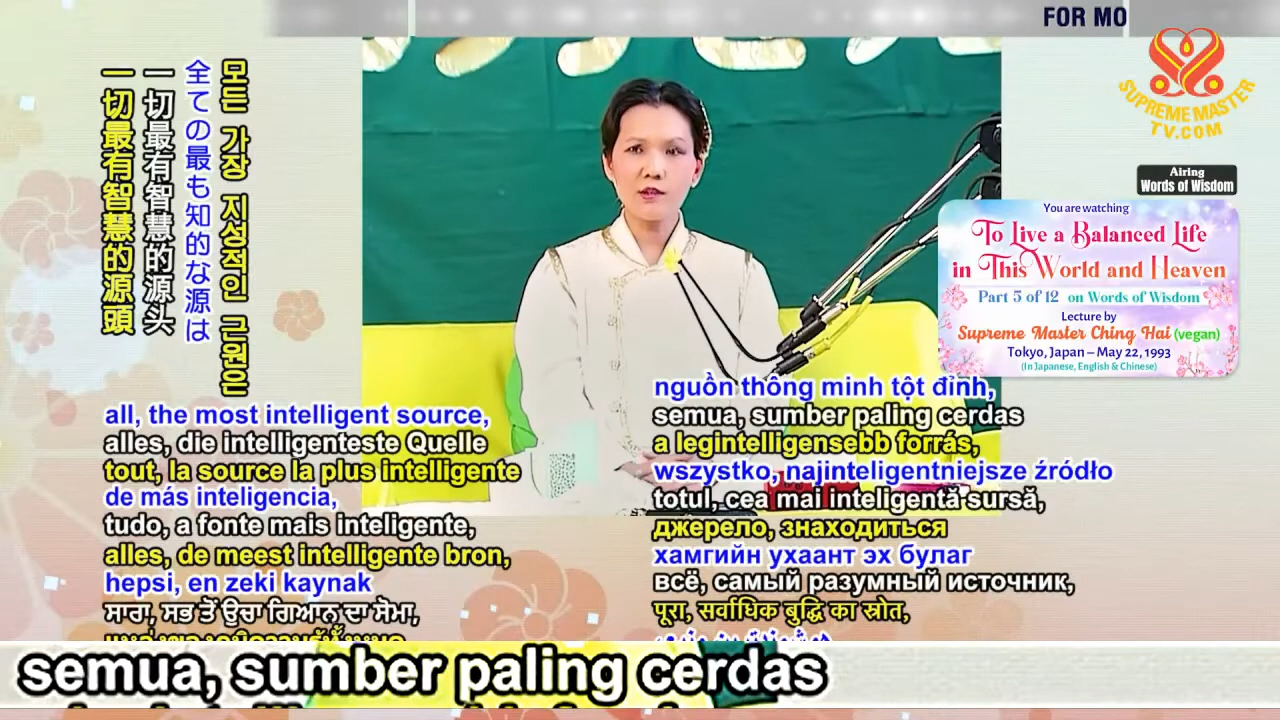 FOR MO
SUPREME MASTER
TV.COM
Airing
Words of Wisdom
You are watching
To Live a Balanced Life
in This World and Heaven
Part 5 of 12 on Words of Wisdom
Lecture by
Supreme Master Ching Hai (vegan)
Tokyo, Japan – May 22, 1993
(In Japanese, English & Chinese)
모든 가장 지성적인 근원은
全ての最も知的な源は
一切最有智慧的源头
一切最有智慧的源頭
all, the most intelligent source,
alles, die intelligenteste Quelle
tout, la source la plus intelligente
de más inteligencia,
tudo, a fonte mais inteligente,
alles, de meest intelligente bron,
hepsi, en zeki kaynak
ਸਾਰਾ, ਸਭ ਤੋਂ ਉਚਾ ਗਿਆਨ ਦਾ ਸੋਮਾ,
nguồn thông minh tột đỉnh,
semua, sumber paling cerdas
a legintelligensebb forrás,
wszystko, najinteligentniejsze źródło
totul, cea mai inteligentă sursă,
джерело, знаходиться
хамгийн ухаант эх булаг
всё, самый разумный источник,
पूरा, सर्वाधिक बुद्धि का स्रोत,
semua, sumber paling cerdas